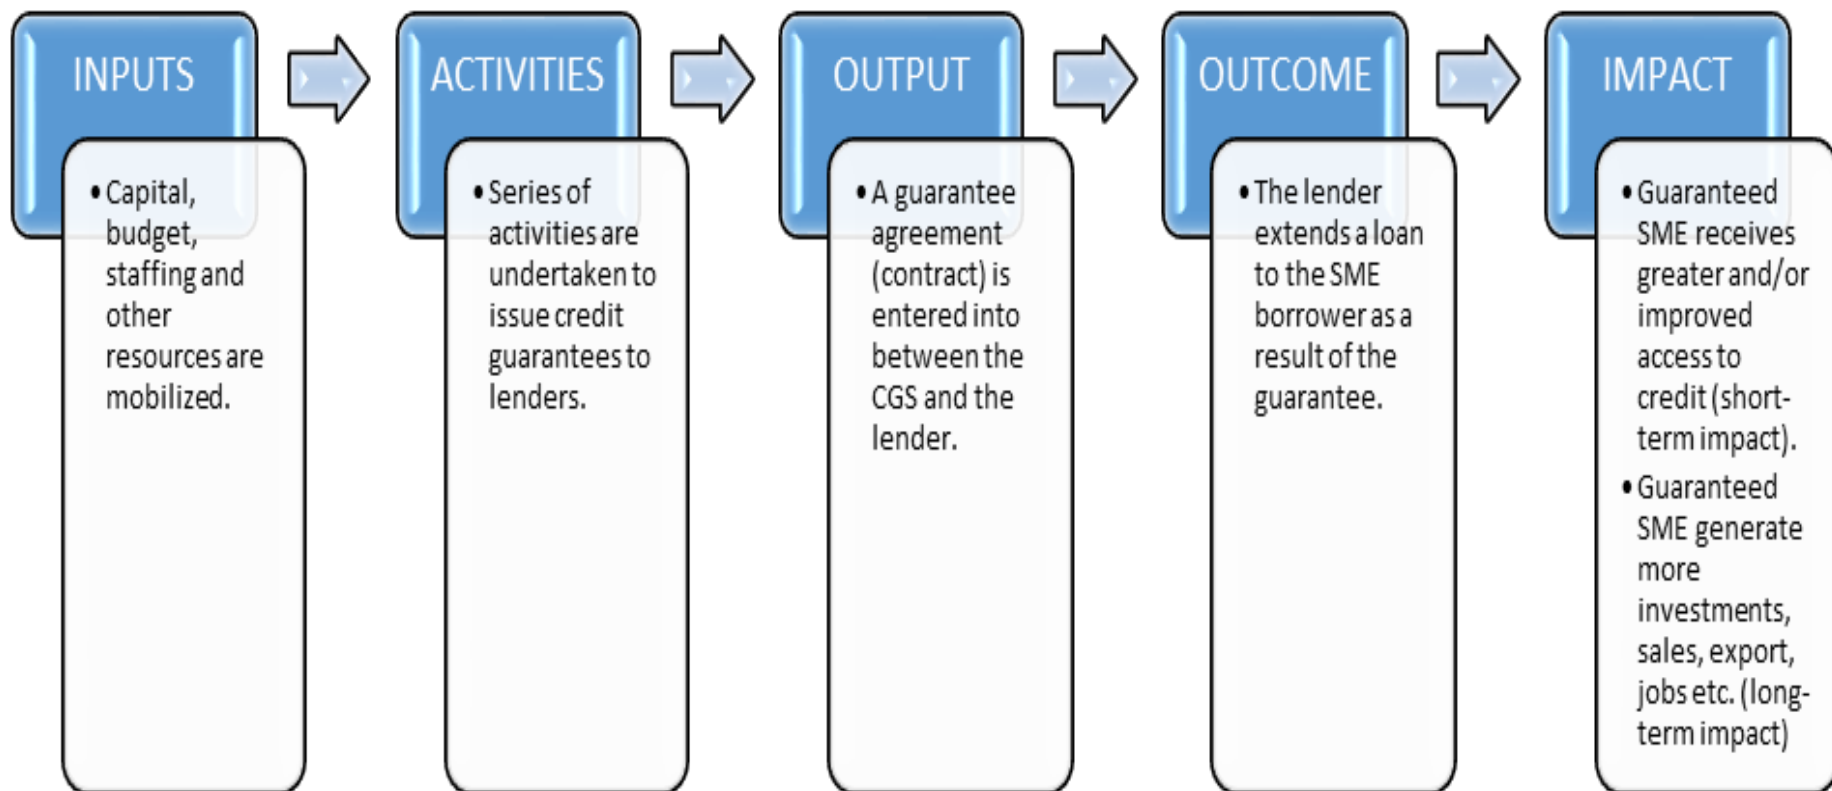 INPUTS
• Capital,
budget,
staffing and
other
resources are
mobilized.
ACTIVITIES
• Series of
activities are
undertaken to
issue credit
guarantees to
lenders.
OUTPUT
• A guarantee
agreement
(contract) is
entered into
between the
CGS and the
lender.
OUTCOME
• The lender
extends a loan
to the SME
borrower as a
result of the
guarantee.
IMPACT
• Guaranteed
SME receives
greater and/or
improved
access to
credit (short-
term impact).
• Guaranteed
SME generate
more
investments,
sales, export,
jobs etc. (long-
term impact)